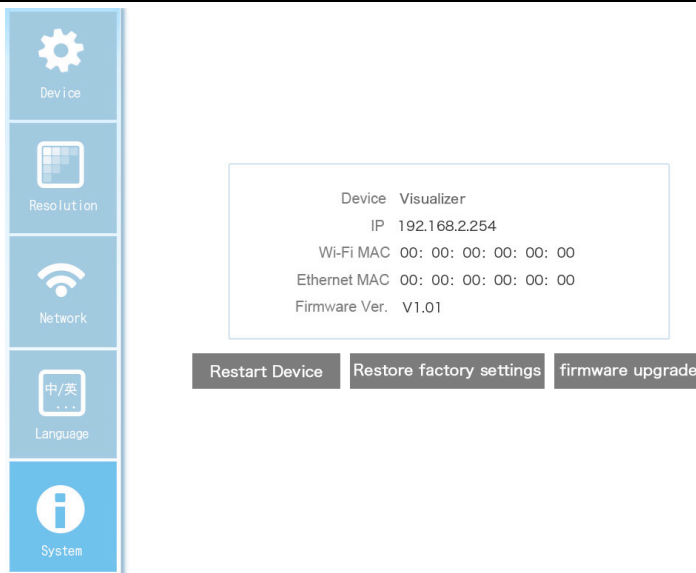 Device
Resolution
Network
中/英
...
Language
System
Device Visualizer
IP 192.168.2.254
Wi-Fi MAC 00: 00: 00: 00: 00: 00
Ethernet MAC 00: 00: 00: 00: 00: 00
Firmware Ver. V1.01
Restart Device Restore factory settings firmware upgrade